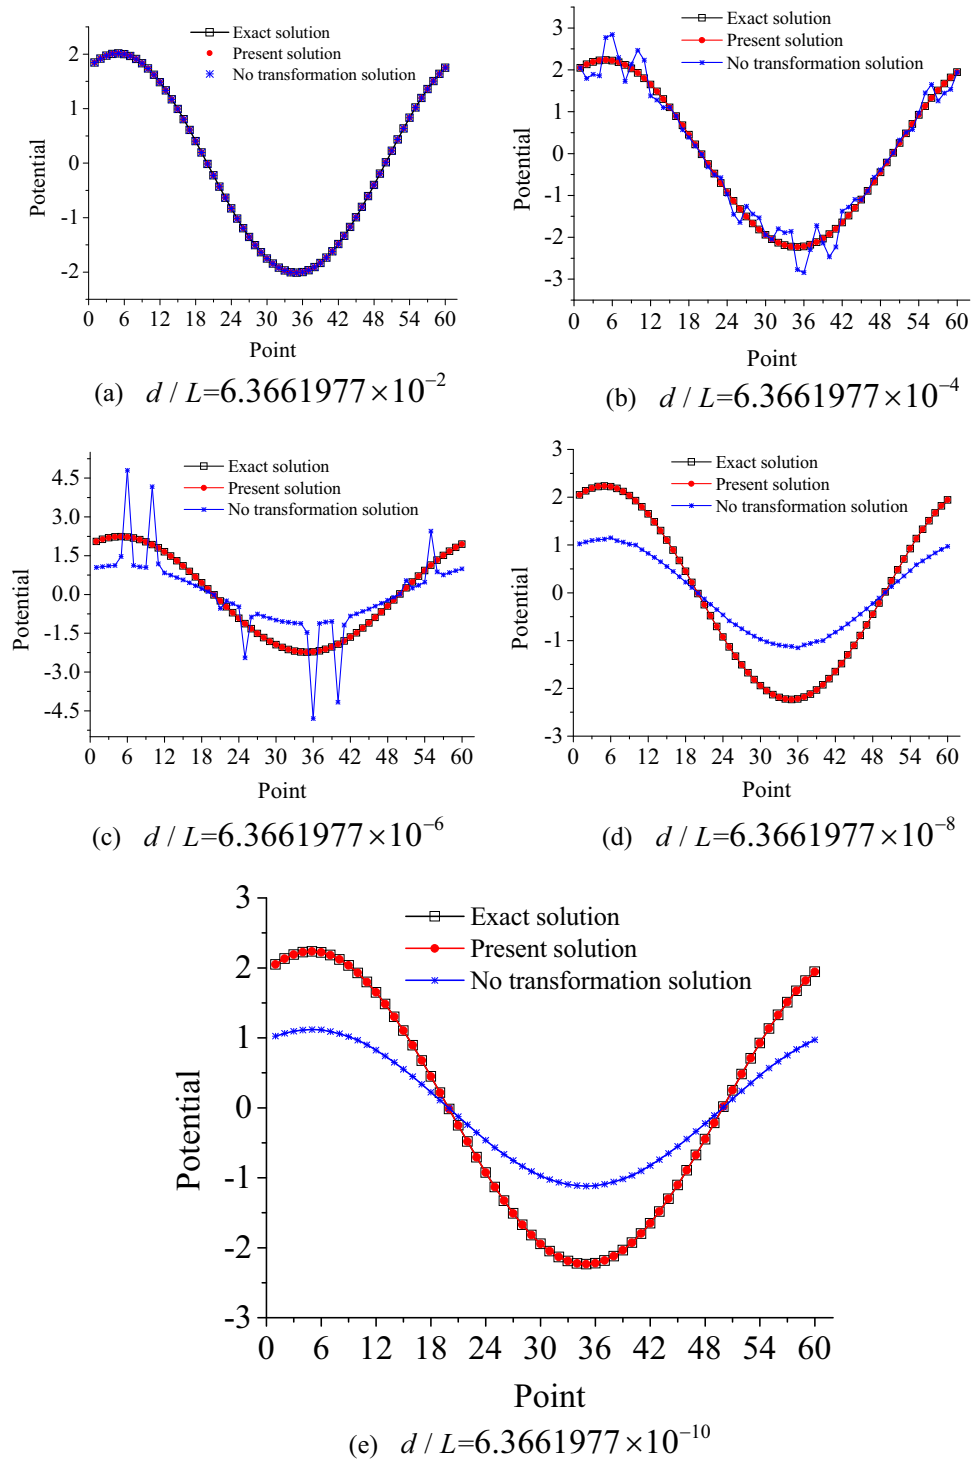 Exact solution
Present solution
No transformation solution
2
1
0
-1
-2
Potential
0 6 12 18 24 30 36 42 48 54 60
Point
(a) d / L=6.3661977×10⁻²
Exact solution
Present solution
No transformation solution
3
2
1
0
-1
-2
-3
Potential
0 6 12 18 24 30 36 42 48 54 60
Point
(b) d / L=6.3661977×10⁻⁴
Exact solution
Present solution
No transformation solution
4.5
3.0
1.5
0.0
-1.5
-3.0
-4.5
Potential
0 6 12 18 24 30 36 42 48 54 60
Point
(c) d / L=6.3661977×10⁻⁶
Exact solution
Present solution
No transformation solution
3
2
1
0
-1
-2
-3
Potential
0 6 12 18 24 30 36 42 48 54 60
Point
(d) d / L=6.3661977×10⁻⁸
Exact solution
Present solution
No transformation solution
3
2
1
0
-1
-2
-3
Potential
0 6 12 18 24 30 36 42 48 54 60
Point
(e) d / L=6.3661977×10⁻¹⁰